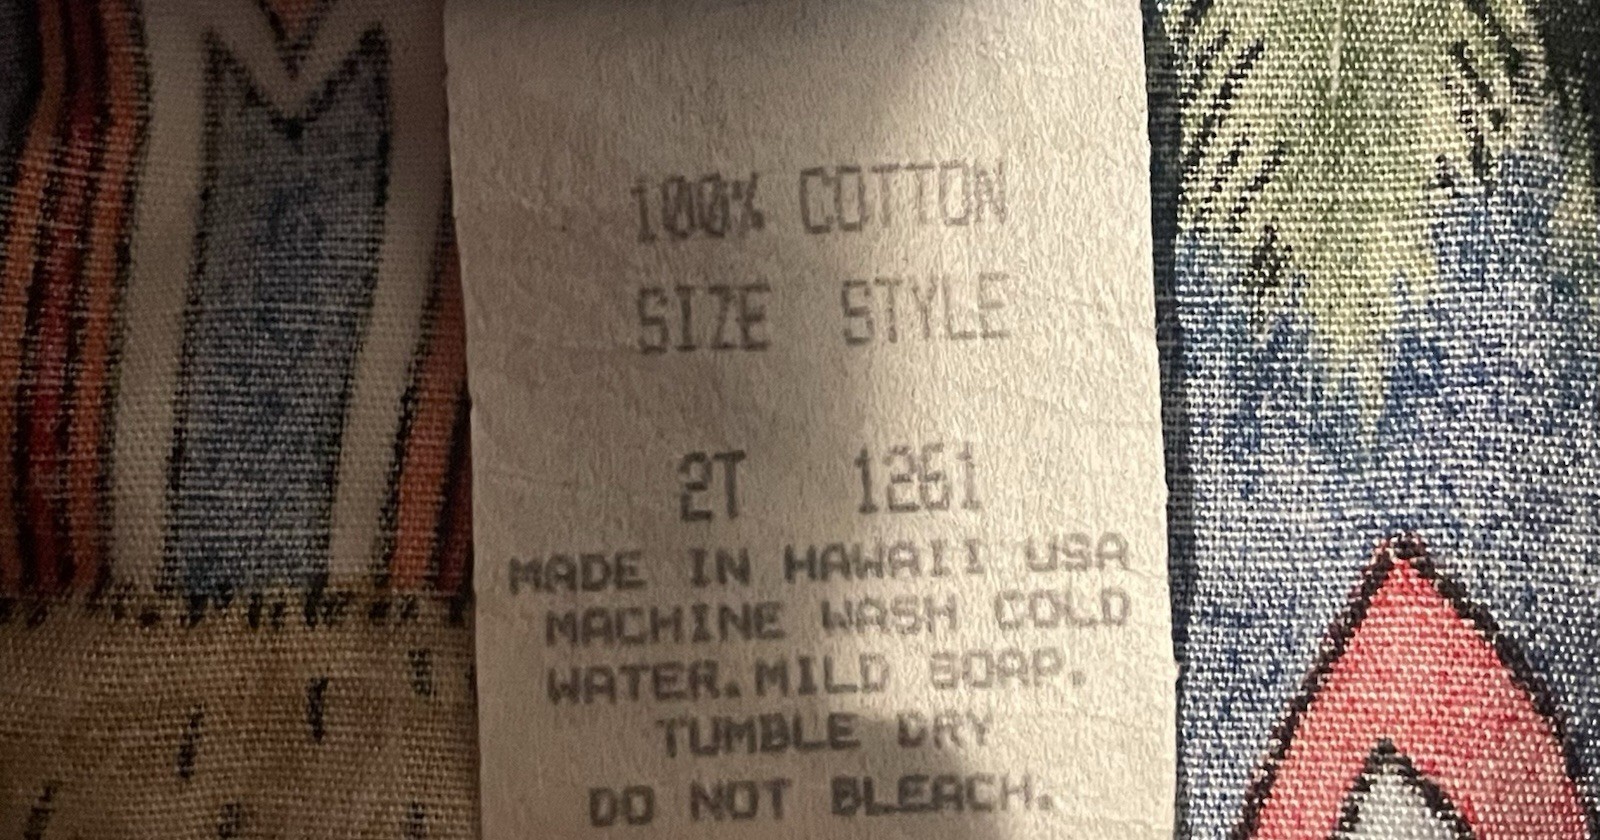 100% COTTON
SIZE STYLE
2T 1261
MADE IN HAWAII USA
MACHINE WASH COLD
WATER.MILD SOAP.
TUMBLE DRY
DO NOT BLEACH.